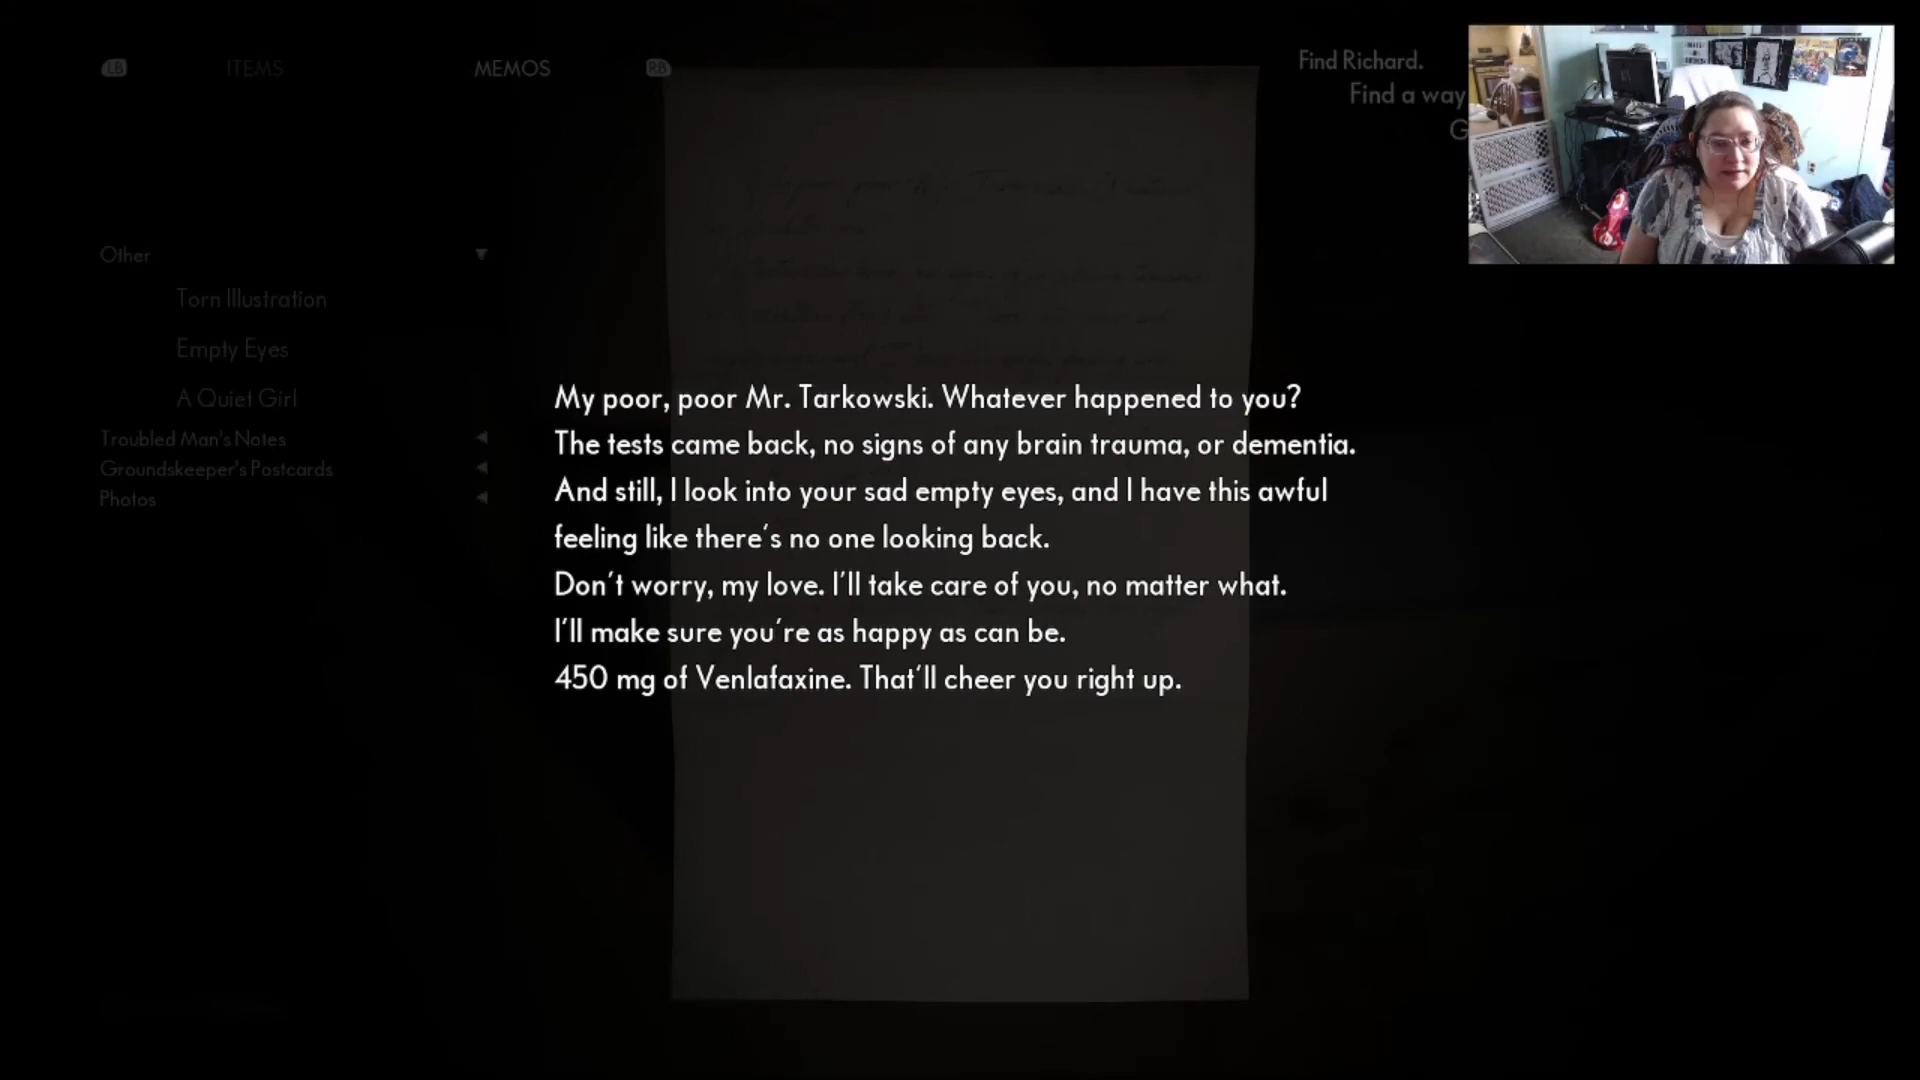 LB
ITEMS
MEMOS
RB
Find Richard.
Find a way
G
Other
Torn Illustration
Empty Eyes
A Quiet Girl
Troubled Man's Notes
Groundskeeper's Postcards
Photos
My poor, poor Mr. Tarkowski. Whatever happened to you?
The tests came back, no signs of any brain trauma, or dementia.
And still, I look into your sad empty eyes, and I have this awful
feeling like there's no one looking back.
Don't worry, my love. I'll take care of you, no matter what.
I'll make sure you're as happy as can be.
450 mg of Venlafaxine. That'll cheer you right up.